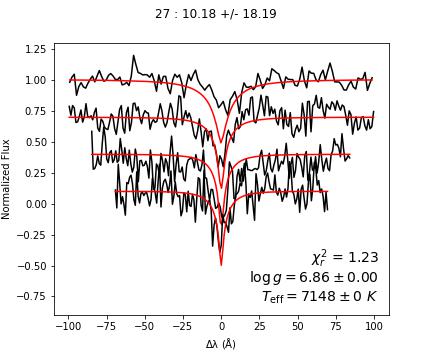 27 : 10.18 +/- 18.19
Normalized Flux
1.25
1.00
0.75
0.50
0.25
0.00
−0.25
−0.50
−0.75
χ²ᵣ = 1.23
log g = 6.86 ± 0.00
T_eff = 7148 ± 0 K
−100 −75 −50 −25 0 25 50 75 100
Δλ (Å)